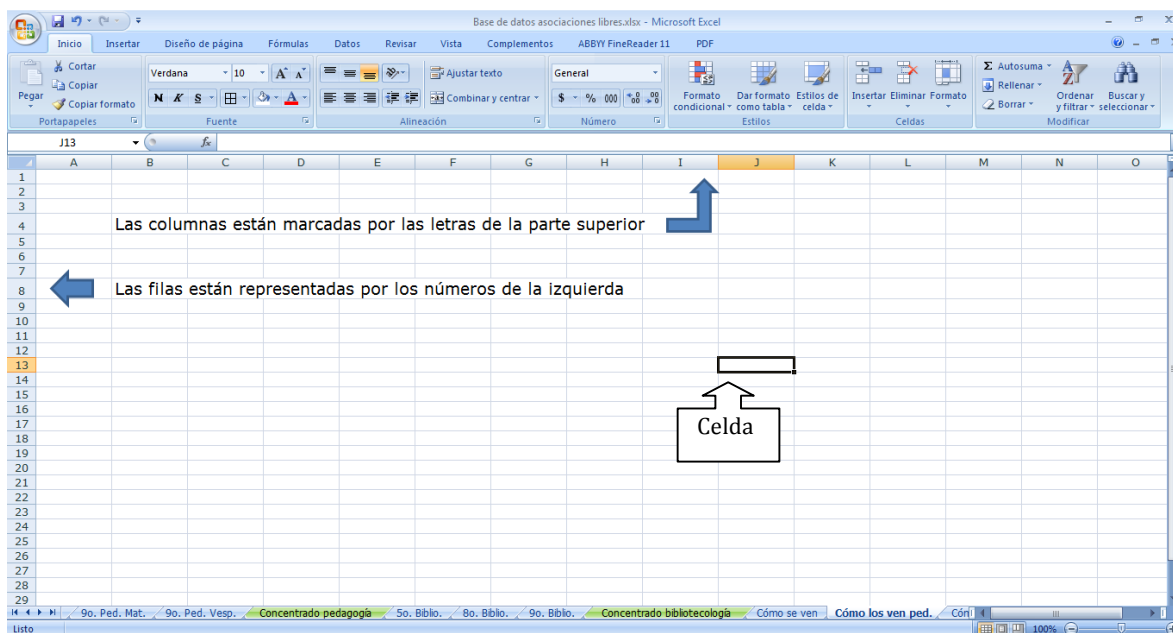 Base de datos asociaciones libres.xlsx - Microsoft Excel
Inicio Insertar Diseño de página Fórmulas Datos Revisar Vista Complementos ABBYY FineReader 11 PDF
Pegar
Cortar
Copiar
Copiar formato
Portapapeles
Verdana 10
N K S
Fuente
Ajustar texto
Combinar y centrar
Alineación
General
$ % 000
Número
Formato condicional
Dar formato como tabla
Estilos de celda
Estilos
Insertar Eliminar Formato
Celdas
Σ Autosuma
Rellenar
Borrar
Ordenar y filtrar
Buscar y seleccionar
Modificar
J13 fx
A B C D E F G H I J K L M N O
1
2
3
4 Las columnas están marcadas por las letras de la parte superior
5
6
7
8 Las filas están representadas por los números de la izquierda
9
10
11
12
13
14
15
16
17 Celda
18
19
20
21
22
23
24
25
26
27
28
29
9o. Ped. Mat. 9o. Ped. Vesp. Concentrado pedagogía 5o. Biblio. 8o. Biblio. 9o. Biblio. Concentrado bibliotecología Cómo se ven Cómo los ven ped. Cóm
Listo 100%